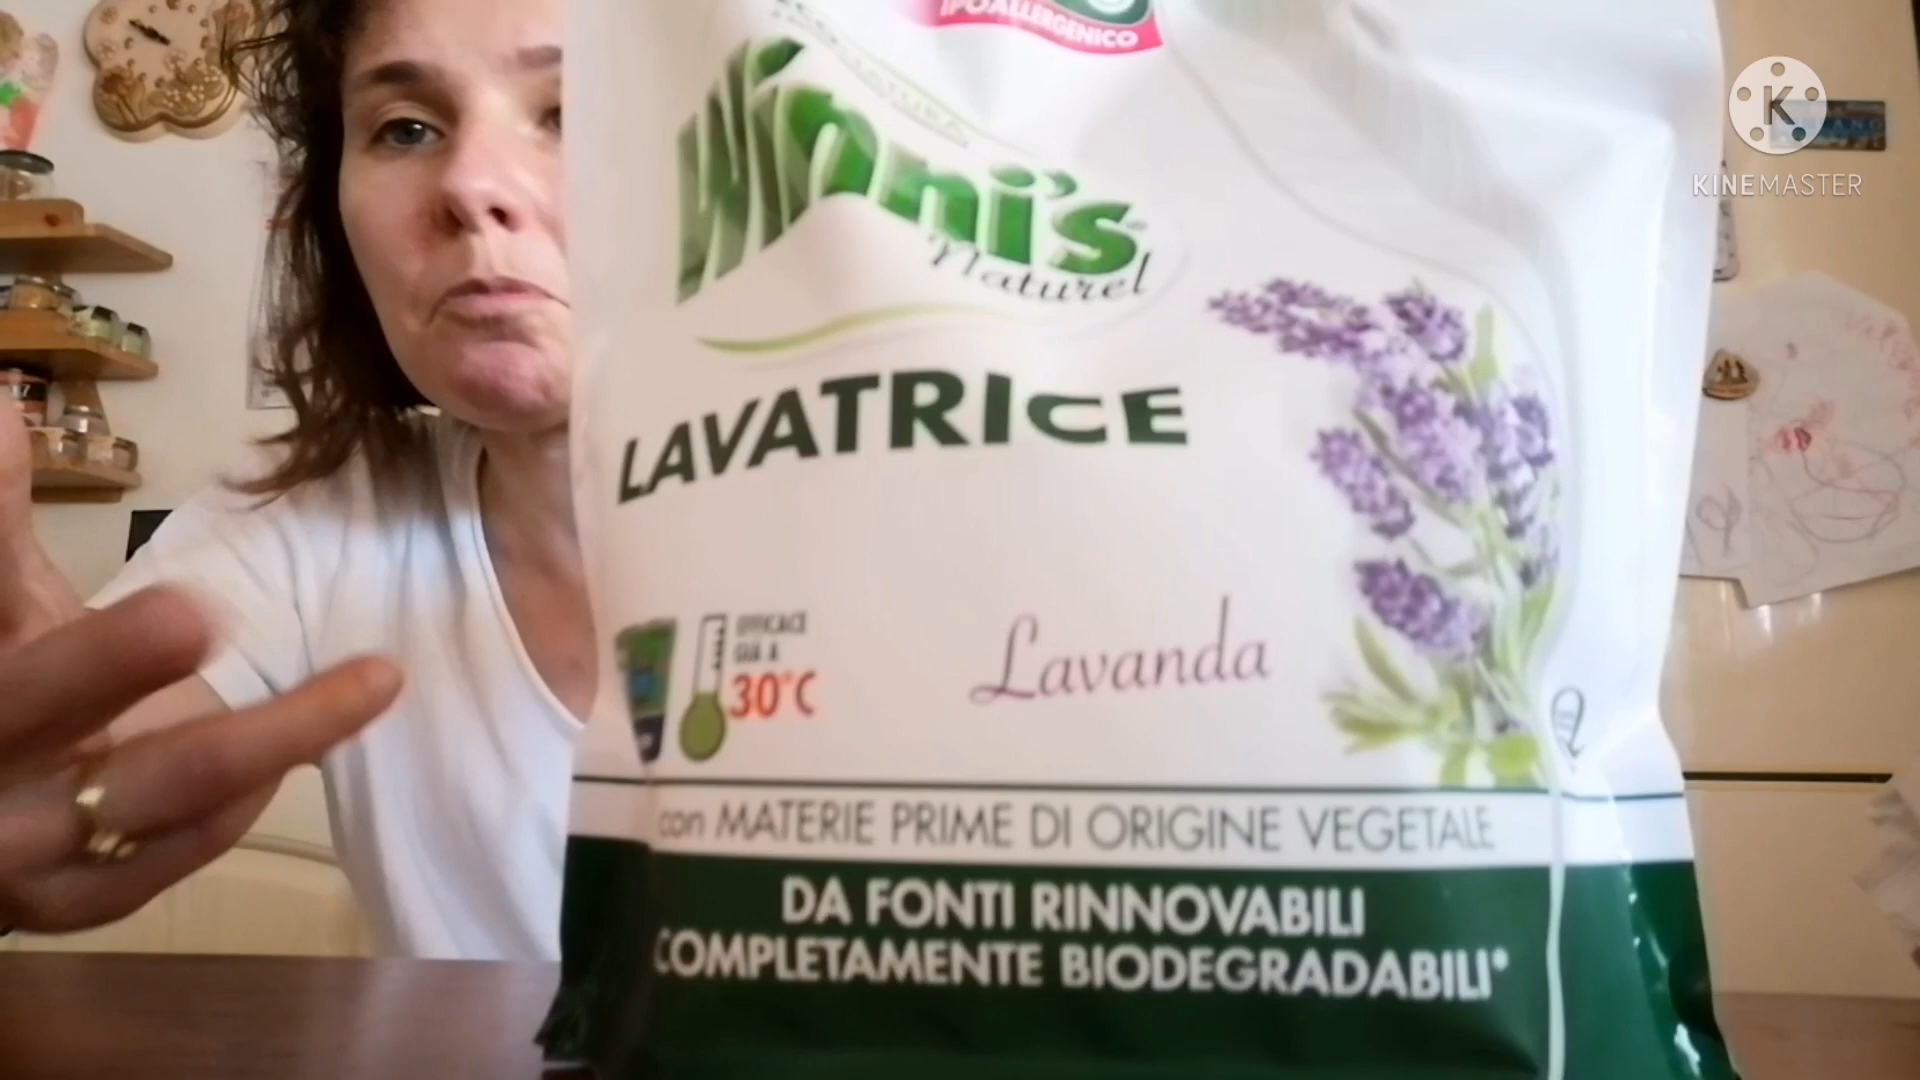 IPOALLERGENICO
Winni's
Naturel
LAVATRICE
EFFICACE
GIÀ A
30°C
Lavanda
con MATERIE PRIME DI ORIGINE VEGETALE
DA FONTI RINNOVABILI
COMPLETAMENTE BIODEGRADABILI*
K
KINEMASTER